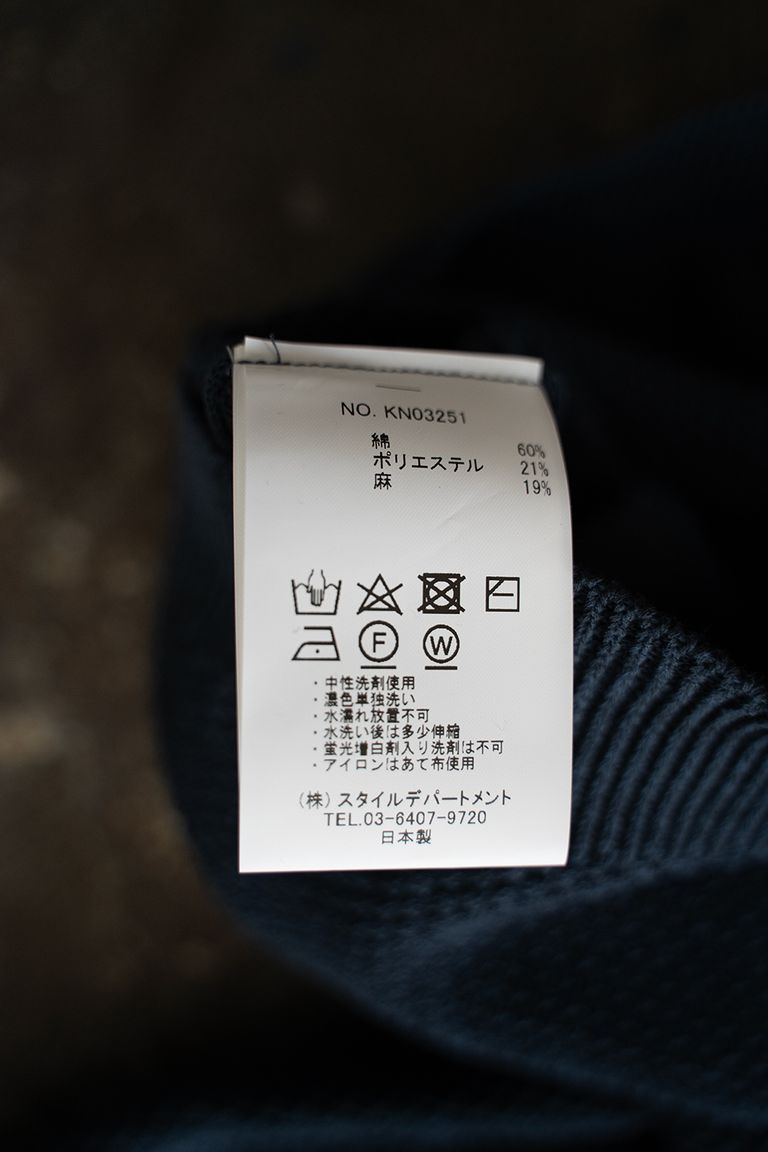 NO. KN03251
綿 60%
ポリエステル 21%
麻 19%
F W
・中性洗剤使用
・濃色単独洗い
・水濡れ放置不可
・水洗い後は多少伸縮
・蛍光増白剤入り洗剤は不可
・アイロンはあて布使用
(株)スタイルデパートメント
TEL.03-6407-9720
日本製